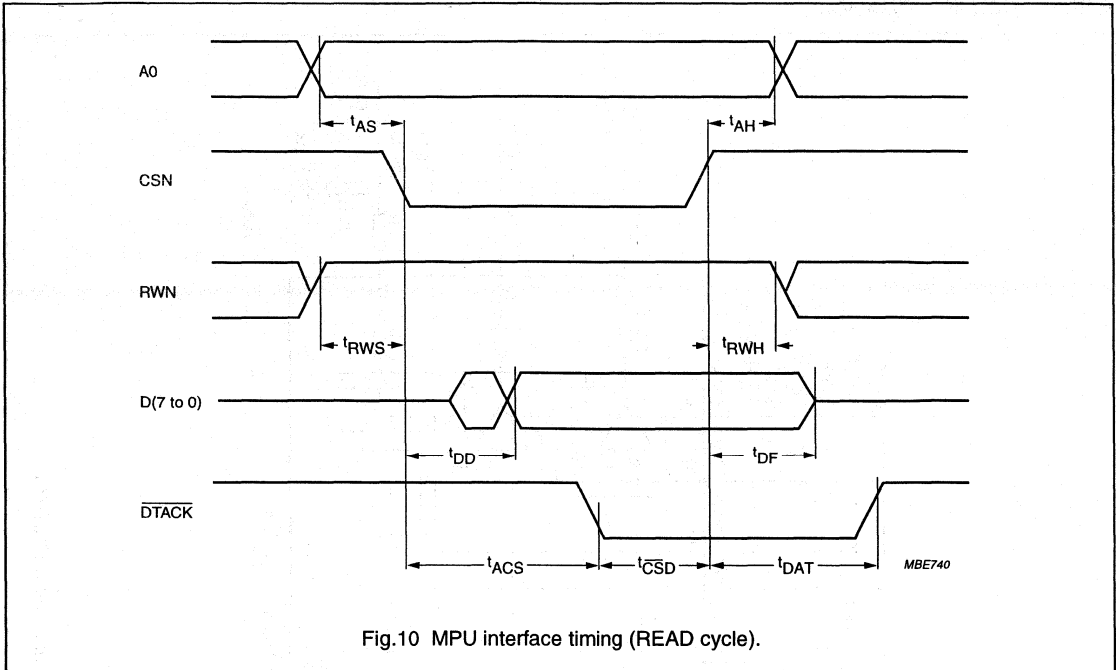 A0
tAS
tAH
CSN
RWN
tRWS
tRWH
D(7 to 0)
tDD
tDF
DTACK
tACS
tCSD
tDAT
MBE740
Fig.10 MPU interface timing (READ cycle).